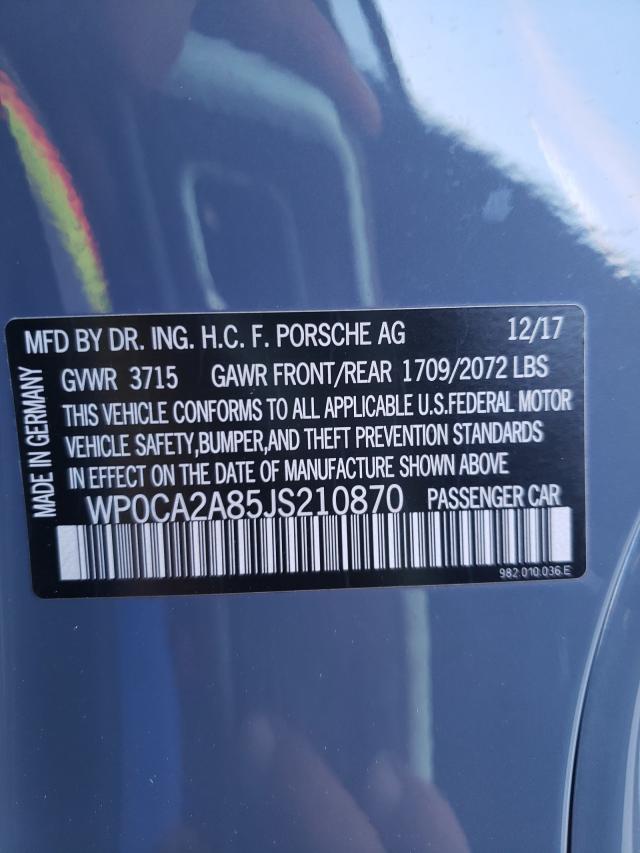 MFD BY DR. ING. H.C. F. PORSCHE AG 12/17
GVWR 3715 GAWR FRONT/REAR 1709/2072 LBS
THIS VEHICLE CONFORMS TO ALL APPLICABLE U.S.FEDERAL MOTOR
VEHICLE SAFETY,BUMPER,AND THEFT PREVENTION STANDARDS
IN EFFECT ON THE DATE OF MANUFACTURE SHOWN ABOVE
WP0CA2A85JS210870 PASSENGER CAR
982.010.036.E
MADE IN GERMANY